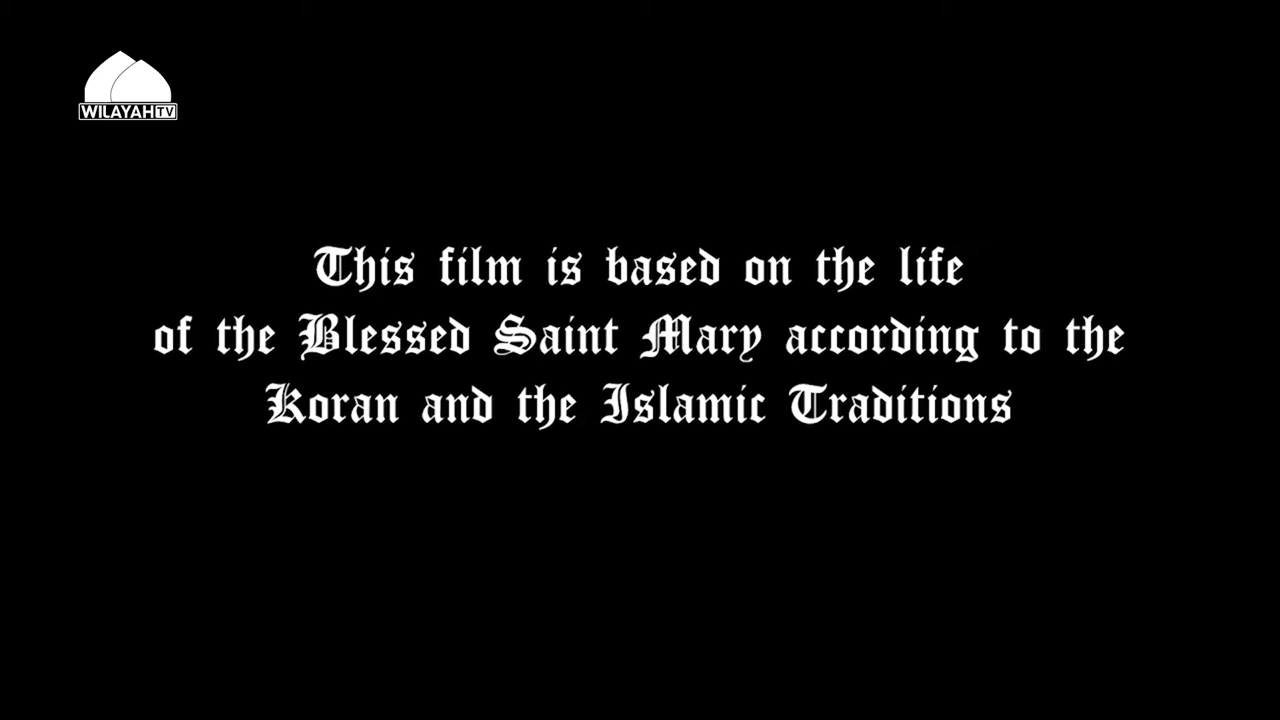 WILAYAH TV
This film is based on the life
of the Blessed Saint Mary according to the
Koran and the Islamic Traditions